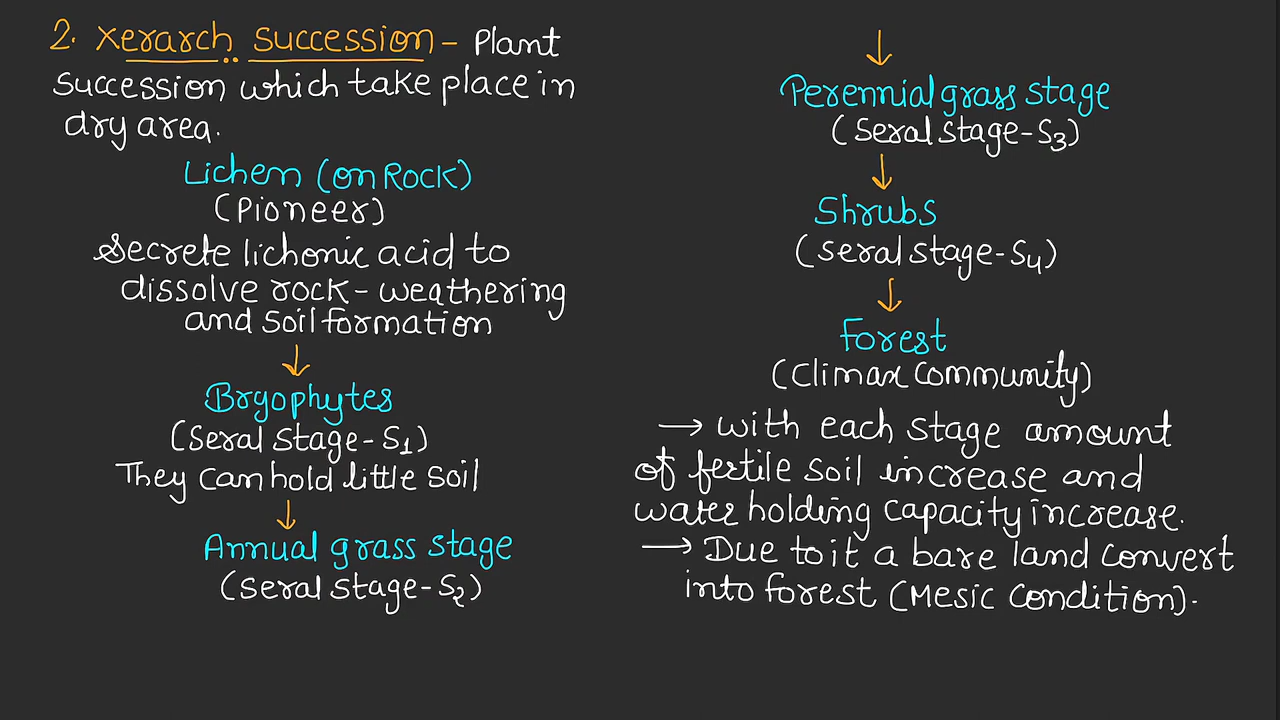 2. Xerarch succession - Plant
succession which take place in
dry area.
Lichen (on Rock)
(Pioneer)
Secrete lichonic acid to
dissolve rock - weathering
and soil formation
↓
Bryophytes
(Seral stage - S1)
They can hold little soil
↓
Annual grass stage
(Seral stage - S2)
↓
Perennial grass stage
(Seral stage - S3)
↓
Shrubs
(Seral stage - S4)
↓
Forest
(Climax community)
→ with each stage amount
of fertile soil increase and
water holding capacity increase.
→ Due to it a bare land convert
into forest (Mesic condition).